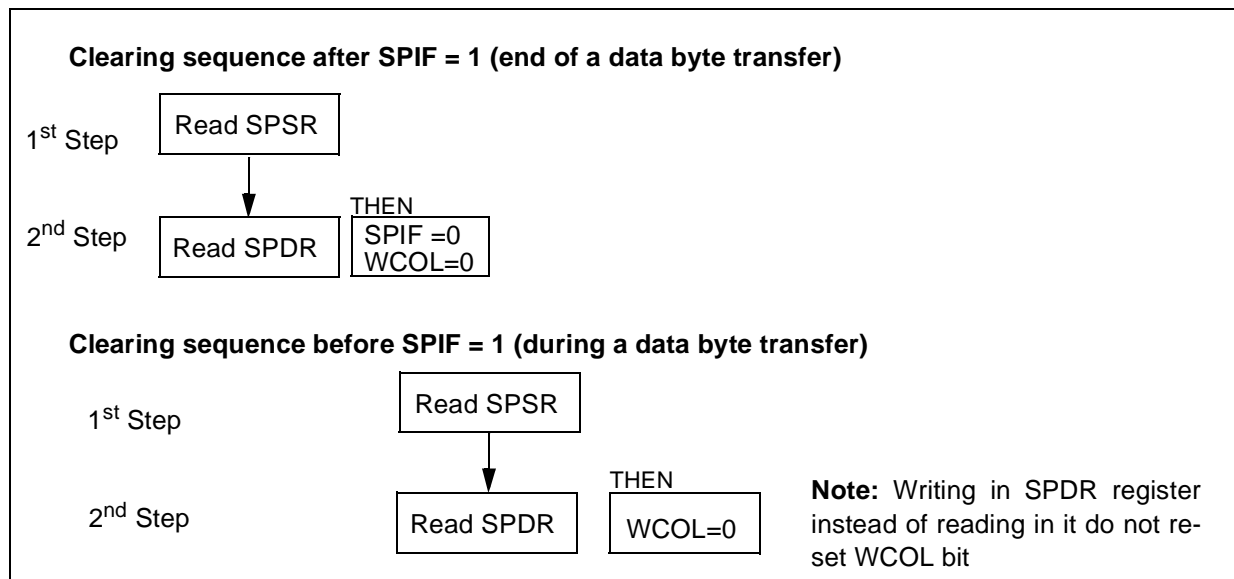 Clearing sequence after SPIF = 1 (end of a data byte transfer)
1st Step
Read SPSR
THEN
2nd Step
Read SPDR
SPIF =0
WCOL=0
Clearing sequence before SPIF = 1 (during a data byte transfer)
1st Step
Read SPSR
THEN
2nd Step
Read SPDR
WCOL=0
Note: Writing in SPDR register
instead of reading in it do not re-
set WCOL bit